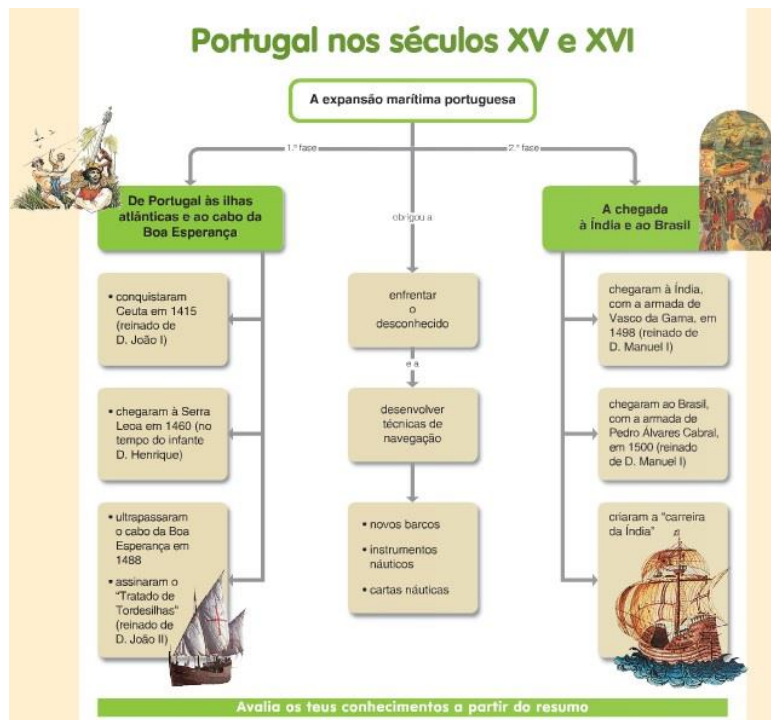 Portugal nos séculos XV e XVI
A expansão marítima portuguesa
1.ª fase
2.ª fase
De Portugal às ilhas
atlânticas e ao cabo da
Boa Esperança
• conquistaram
Ceuta em 1415
(reinado de
D. João I)
• chegaram à Serra
Leoa em 1460 (no
tempo do infante
D. Henrique)
• ultrapassaram
o cabo da Boa
Esperança em
1488
• assinaram o
"Tratado de
Tordesilhas"
(reinado de
D. João II)
obrigou a
enfrentar
o
desconhecido
e a
desenvolver
técnicas de
navegação
• novos barcos
• instrumentos
náuticos
• cartas náuticas
A chegada
à Índia e ao Brasil
chegaram à Índia,
com a armada de
Vasco da Gama, em
1498 (reinado de
D. Manuel I)
chegaram ao Brasil,
com a armada de
Pedro Álvares Cabral,
em 1500 (reinado
de D. Manuel I)
criaram a "carreira
da Índia"
Avalia os teus conhecimentos a partir do resumo